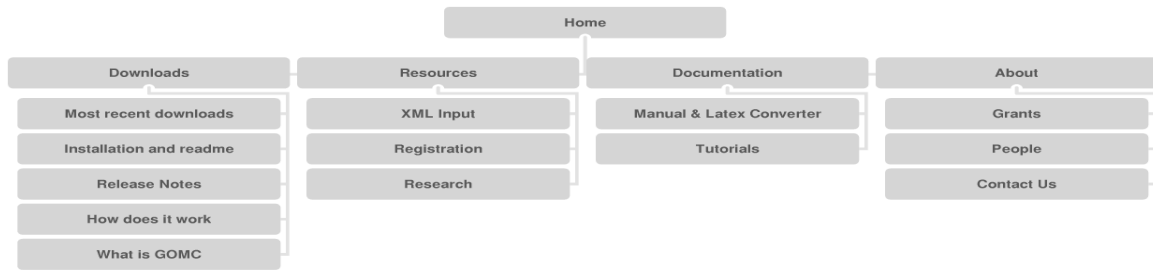 Home
Downloads
Resources
Documentation
About
Most recent downloads
XML Input
Manual & Latex Converter
Grants
Installation and readme
Registration
Tutorials
People
Release Notes
Research
Contact Us
How does it work
What is GOMC